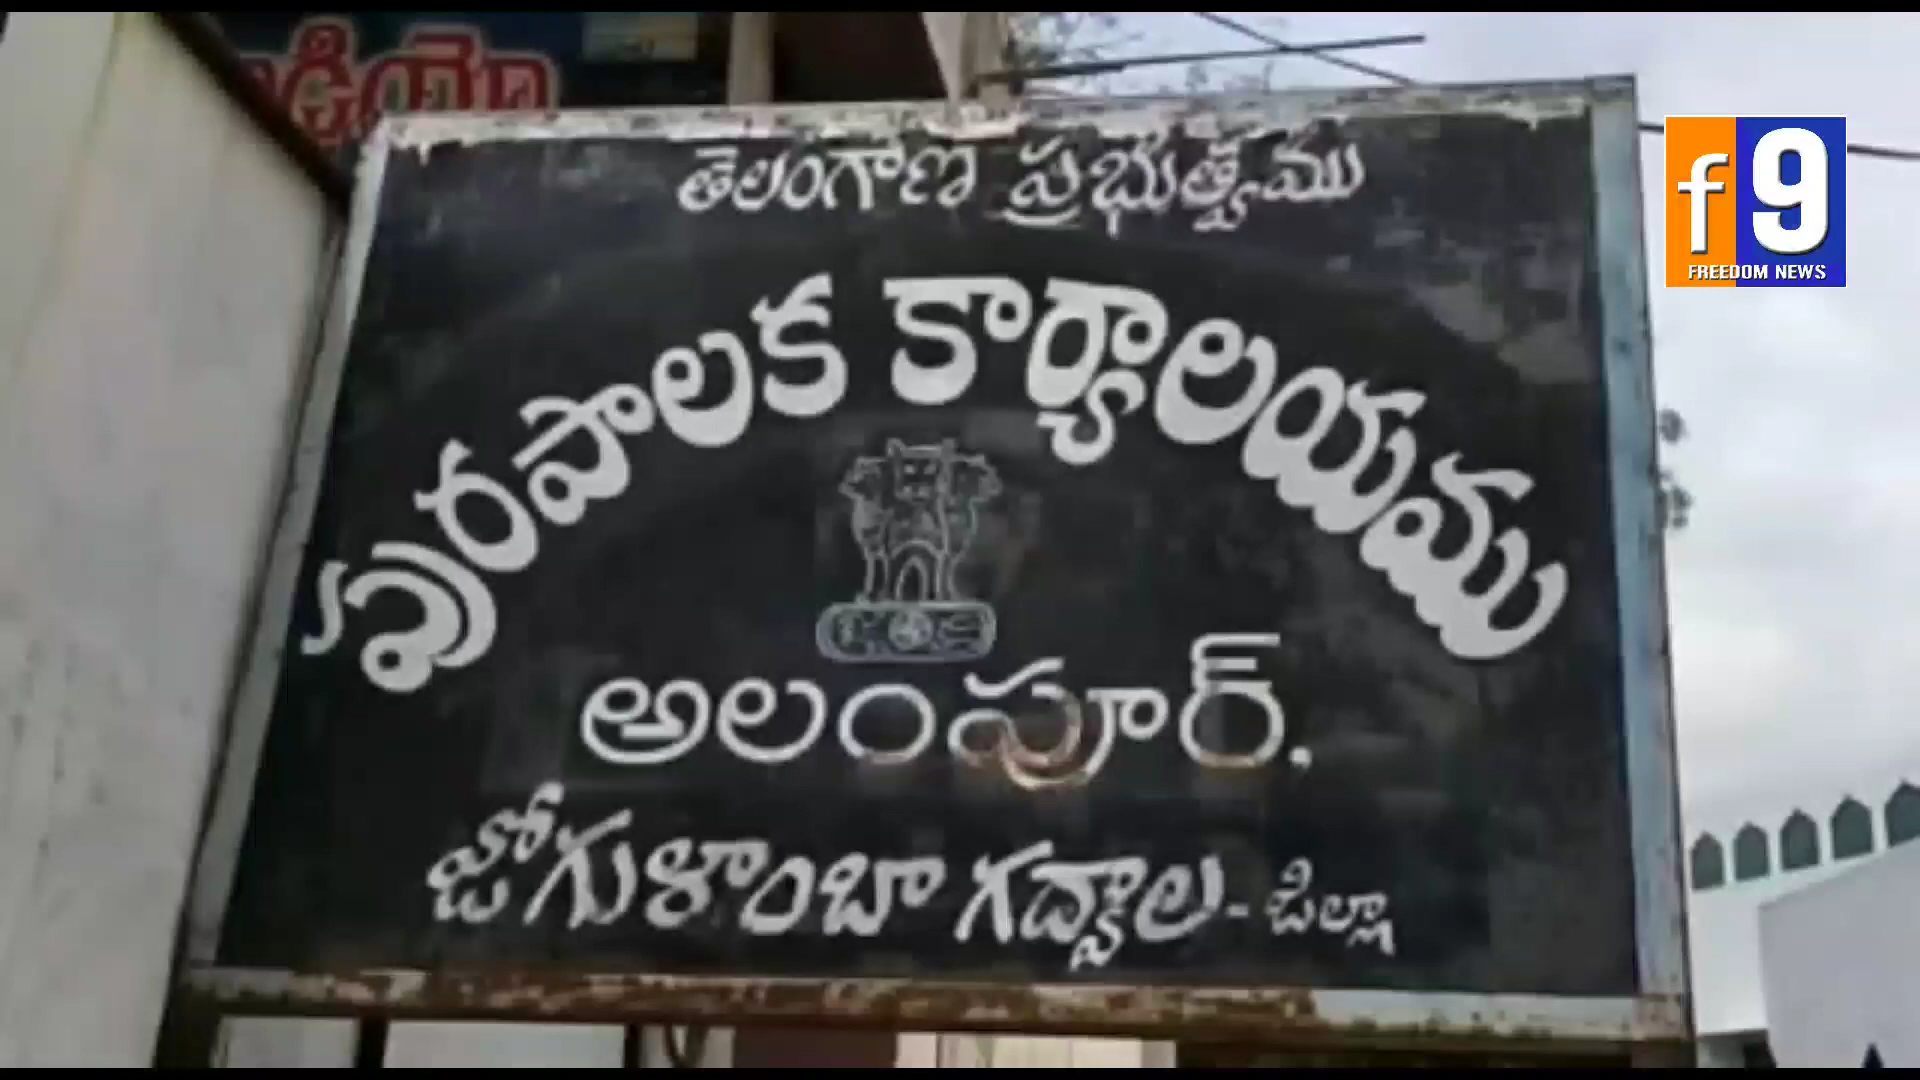 తెలంగాణ ప్రభుత్వము
f9
FREEDOM NEWS
పురపాలక కార్యాలయము
అలంపూర్.
జోగుళాంబా గద్వాల - జిల్లా